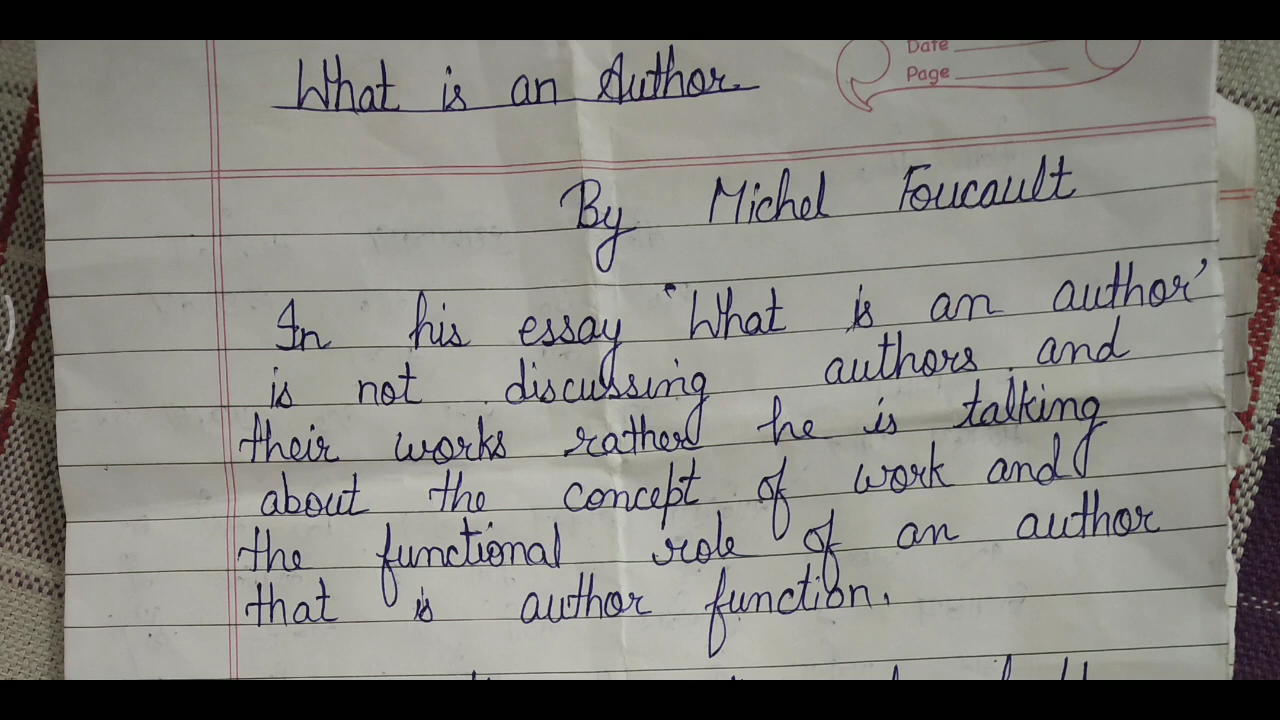 Date
Page
What is an Author.
By Michel Foucault
In his essay 'What is an author'
is not discussing authors and
their works rather he is talking
about the concept of work and
the functional role of an author
that is author function.